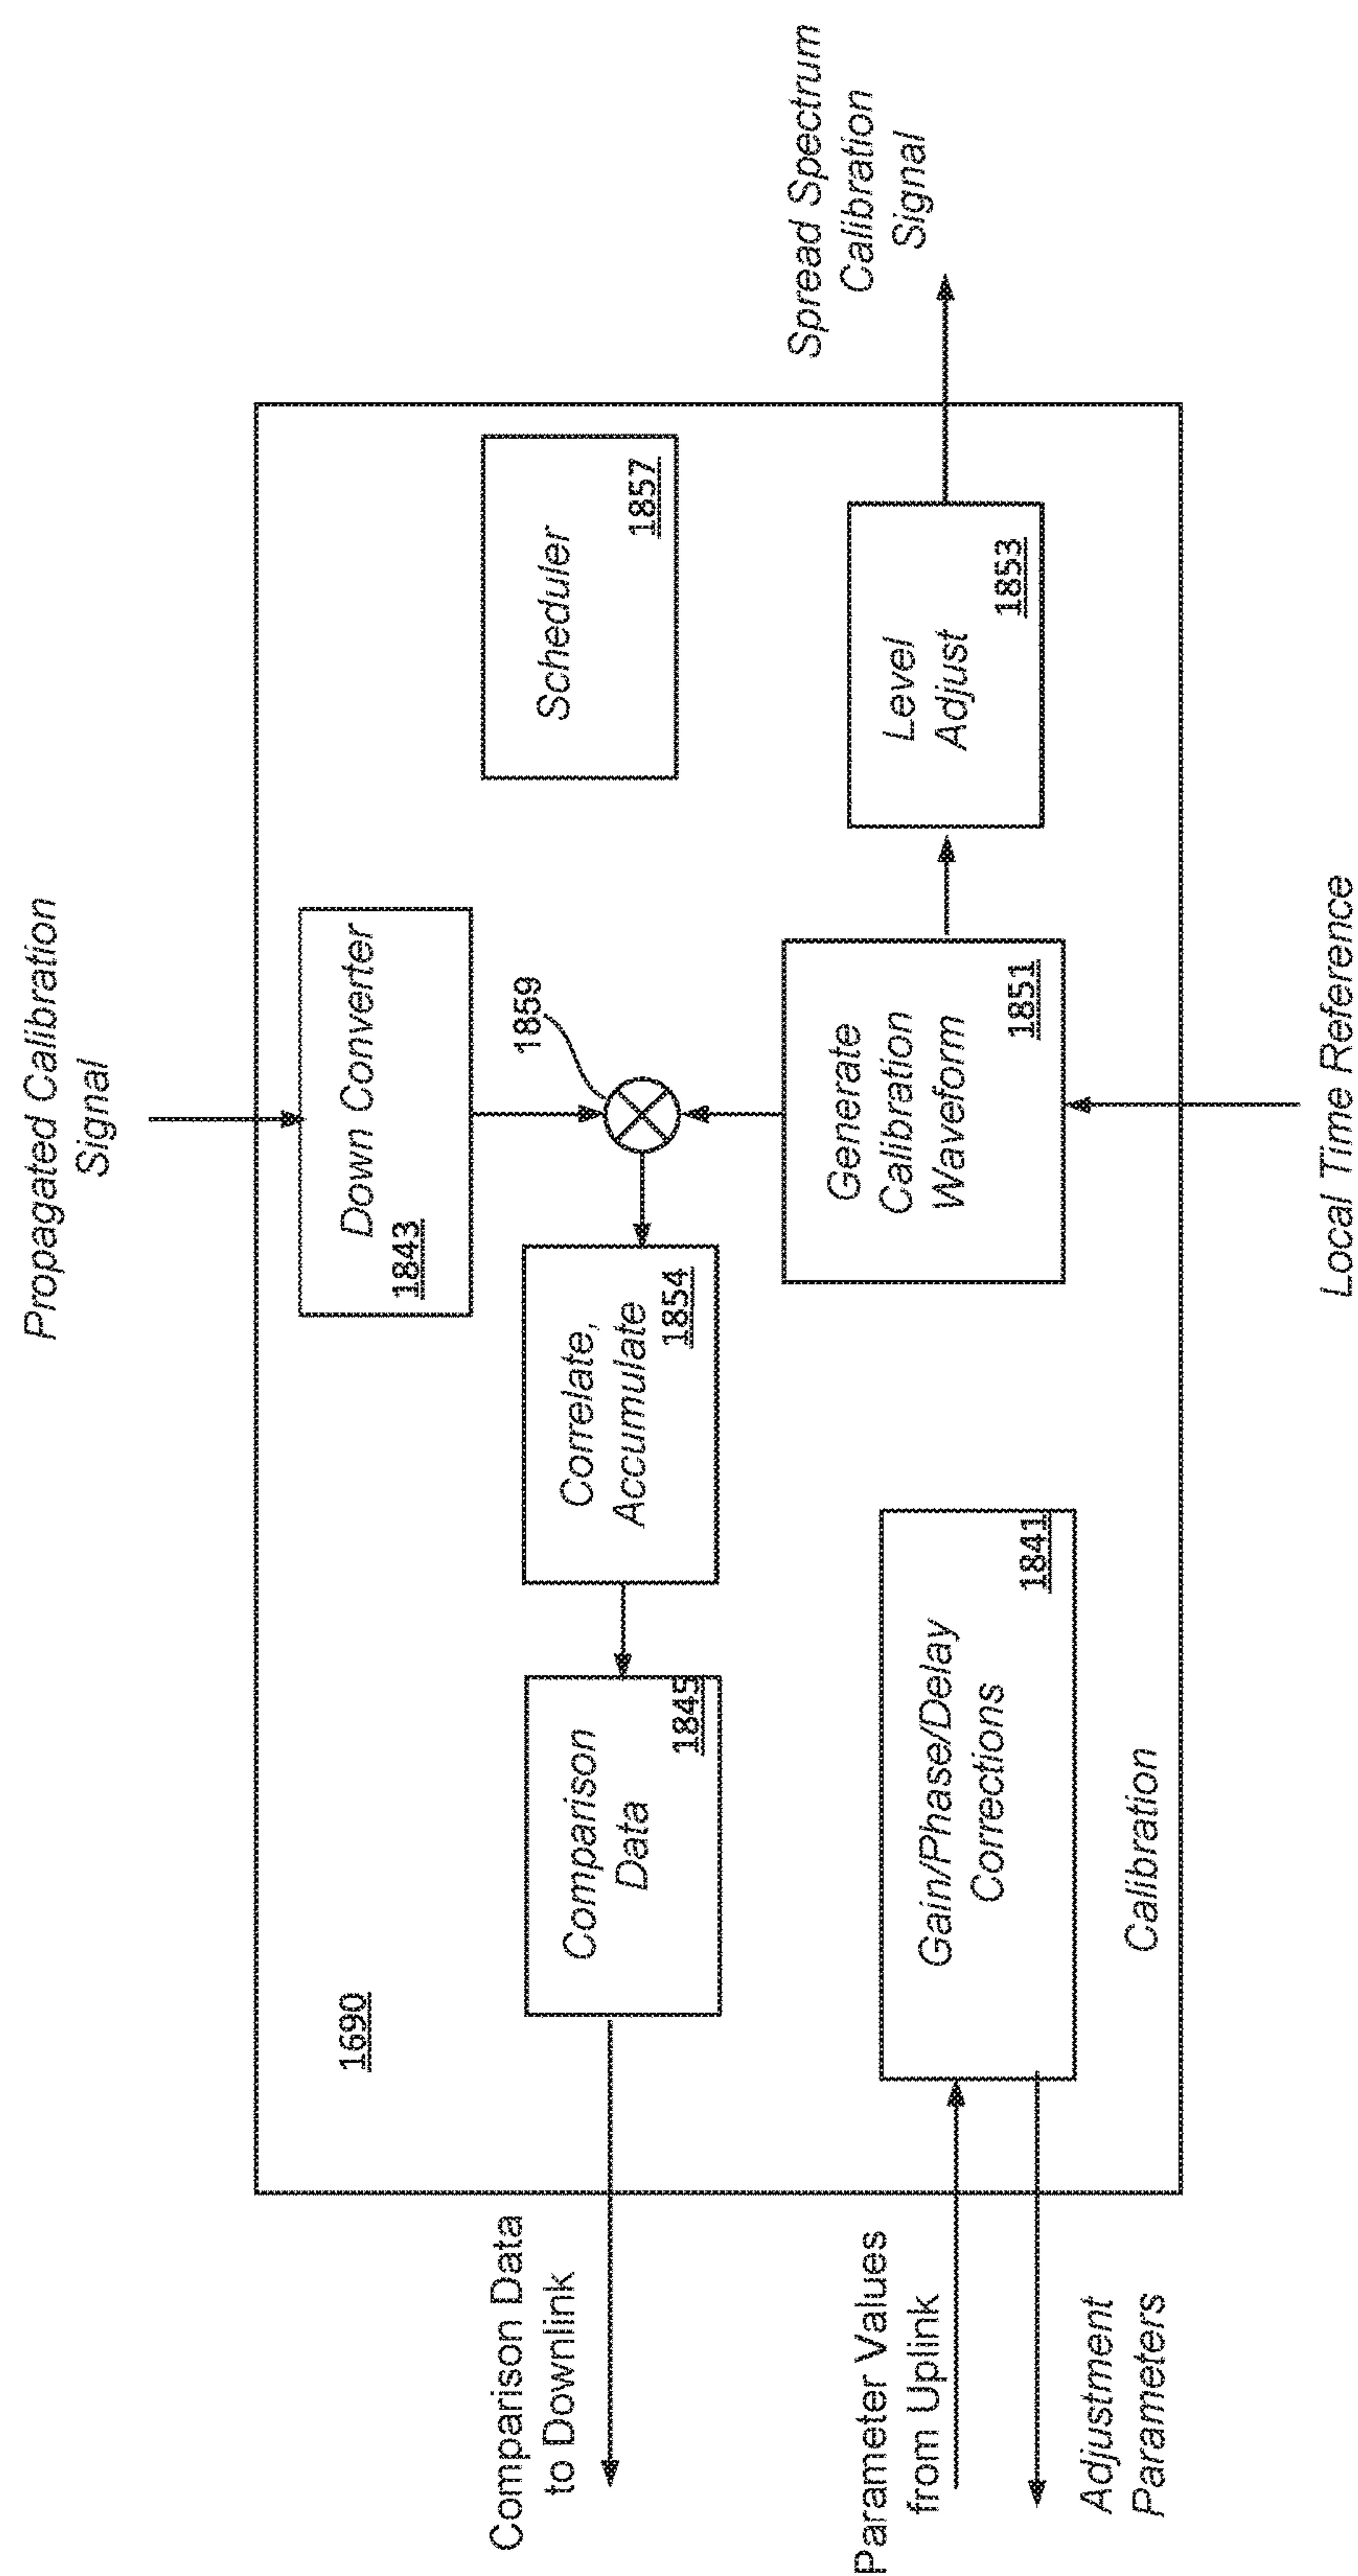 Propagated Calibration
Signal
Comparison Data
to Downlink
Parameter Values
from Uplink
Adjustment
Parameters
1690
Comparison
Data
1845
Correlate,
Accumulate
1854
Down Converter
1843
1859
Scheduler
1857
Gain/Phase/Delay
Corrections
1841
Calibration
Generate
Calibration
Waveform
1851
Level
Adjust
1853
Spread Spectrum
Calibration
Signal
Local Time Reference